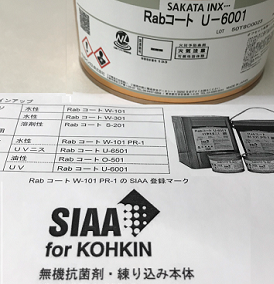 SAKATA INX
Rabコート U-6001
火気厳禁
インアップ
水性 Rabコート W-101
水性 Rabコート W-301
溶剤性 Rabコート S-201
水性 Rabコート W-101 PR-1
UVニス Rabコート U-6501
油性 Rabコート O-501
UV Rabコート U-6001
Rabコート W-101 PR-1 の SIAA 登録マーク
SIAA
for KOHKIN
無機抗菌剤・練り込み本体